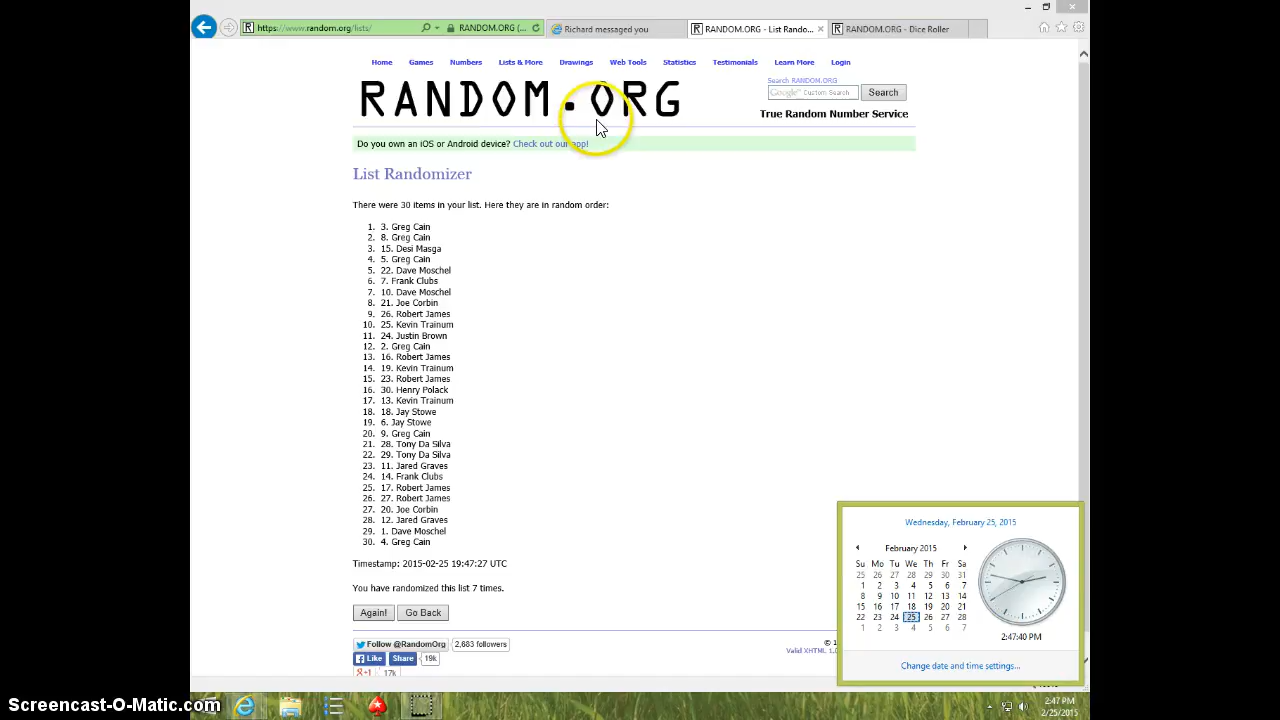 https://www.random.org/lists/
RANDOM.ORG (...
Richard messaged you
RANDOM.ORG - List Rando...
RANDOM.ORG - Dice Roller
Home Games Numbers Lists & More Drawings Web Tools Statistics Testimonials Learn More Login
RANDOM.ORG
Search RANDOM.ORG
Google Custom Search
Search
True Random Number Service
Do you own an iOS or Android device? Check out our app!
List Randomizer
There were 30 items in your list. Here they are in random order:
1. 3. Greg Cain
2. 8. Greg Cain
3. 15. Desi Masga
4. 5. Greg Cain
5. 22. Dave Moschel
6. 7. Frank Clubs
7. 10. Dave Moschel
8. 21. Joe Corbin
9. 26. Robert James
10. 25. Kevin Trainum
11. 24. Justin Brown
12. 2. Greg Cain
13. 16. Robert James
14. 19. Kevin Trainum
15. 23. Robert James
16. 30. Henry Polack
17. 13. Kevin Trainum
18. 18. Jay Stowe
19. 6. Jay Stowe
20. 9. Greg Cain
21. 28. Tony Da Silva
22. 29. Tony Da Silva
23. 11. Jared Graves
24. 14. Frank Clubs
25. 17. Robert James
26. 27. Robert James
27. 20. Joe Corbin
28. 12. Jared Graves
29. 1. Dave Moschel
30. 4. Greg Cain
Timestamp: 2015-02-25 19:47:27 UTC
You have randomized this list 7 times.
Again! Go Back
Follow @RandomOrg 2,683 followers
Like Share 19k
17k
Valid XHTML 1.0
Wednesday, February 25, 2015
February 2015
Su Mo Tu We Th Fr Sa
25 26 27 28 29 30 31
1 2 3 4 5 6 7
8 9 10 11 12 13 14
15 16 17 18 19 20 21
22 23 24 25 26 27 28
1 2 3 4 5 6 7
2:47:40 PM
Change date and time settings...
2:47 PM
2/25/2015
Screencast-O-Matic.com